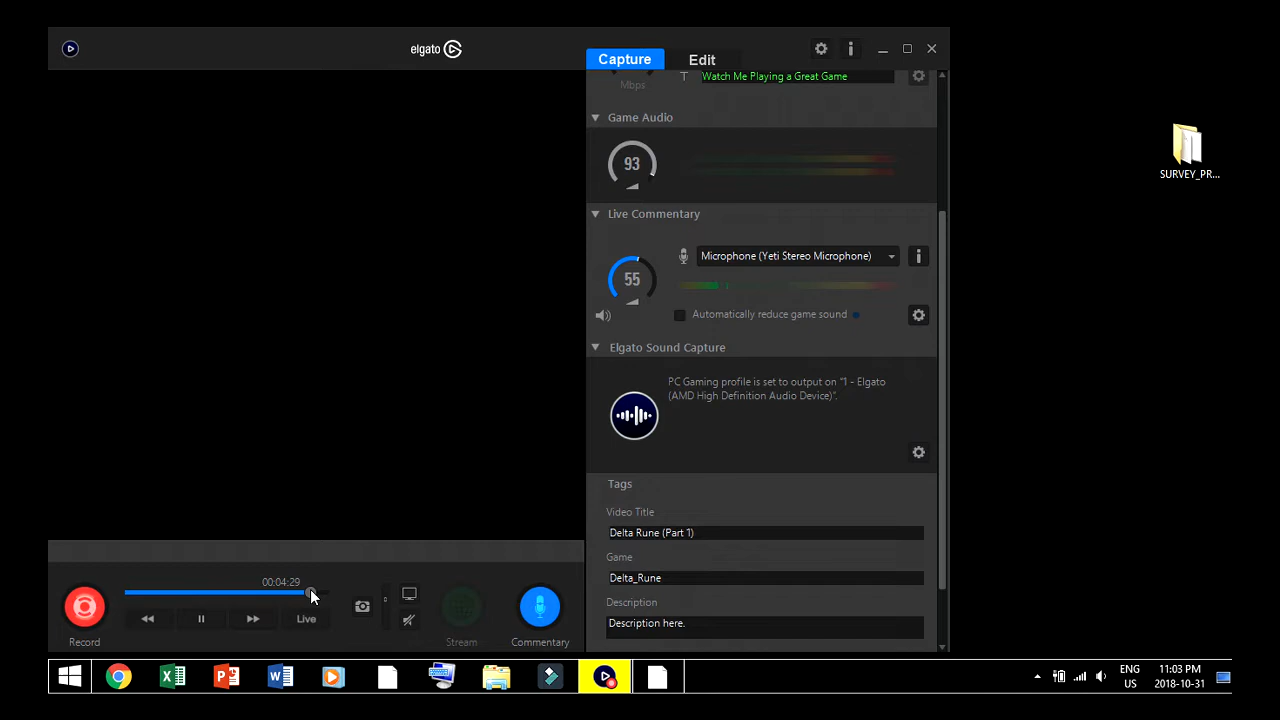 elgato
Capture
Edit
Mbps
T
Watch Me Playing a Great Game
Game Audio
93
Live Commentary
55
Microphone (Yeti Stereo Microphone)
Automatically reduce game sound
Elgato Sound Capture
PC Gaming profile is set to output on "1 - Elgato
(AMD High Definition Audio Device)".
Tags
Video Title
Delta Rune (Part 1)
Game
Delta_Rune
Description
Description here.
00:04:29
Live
Record
Stream
Commentary
SURVEY_PR...
ENG
US
11:03 PM
2018-10-31